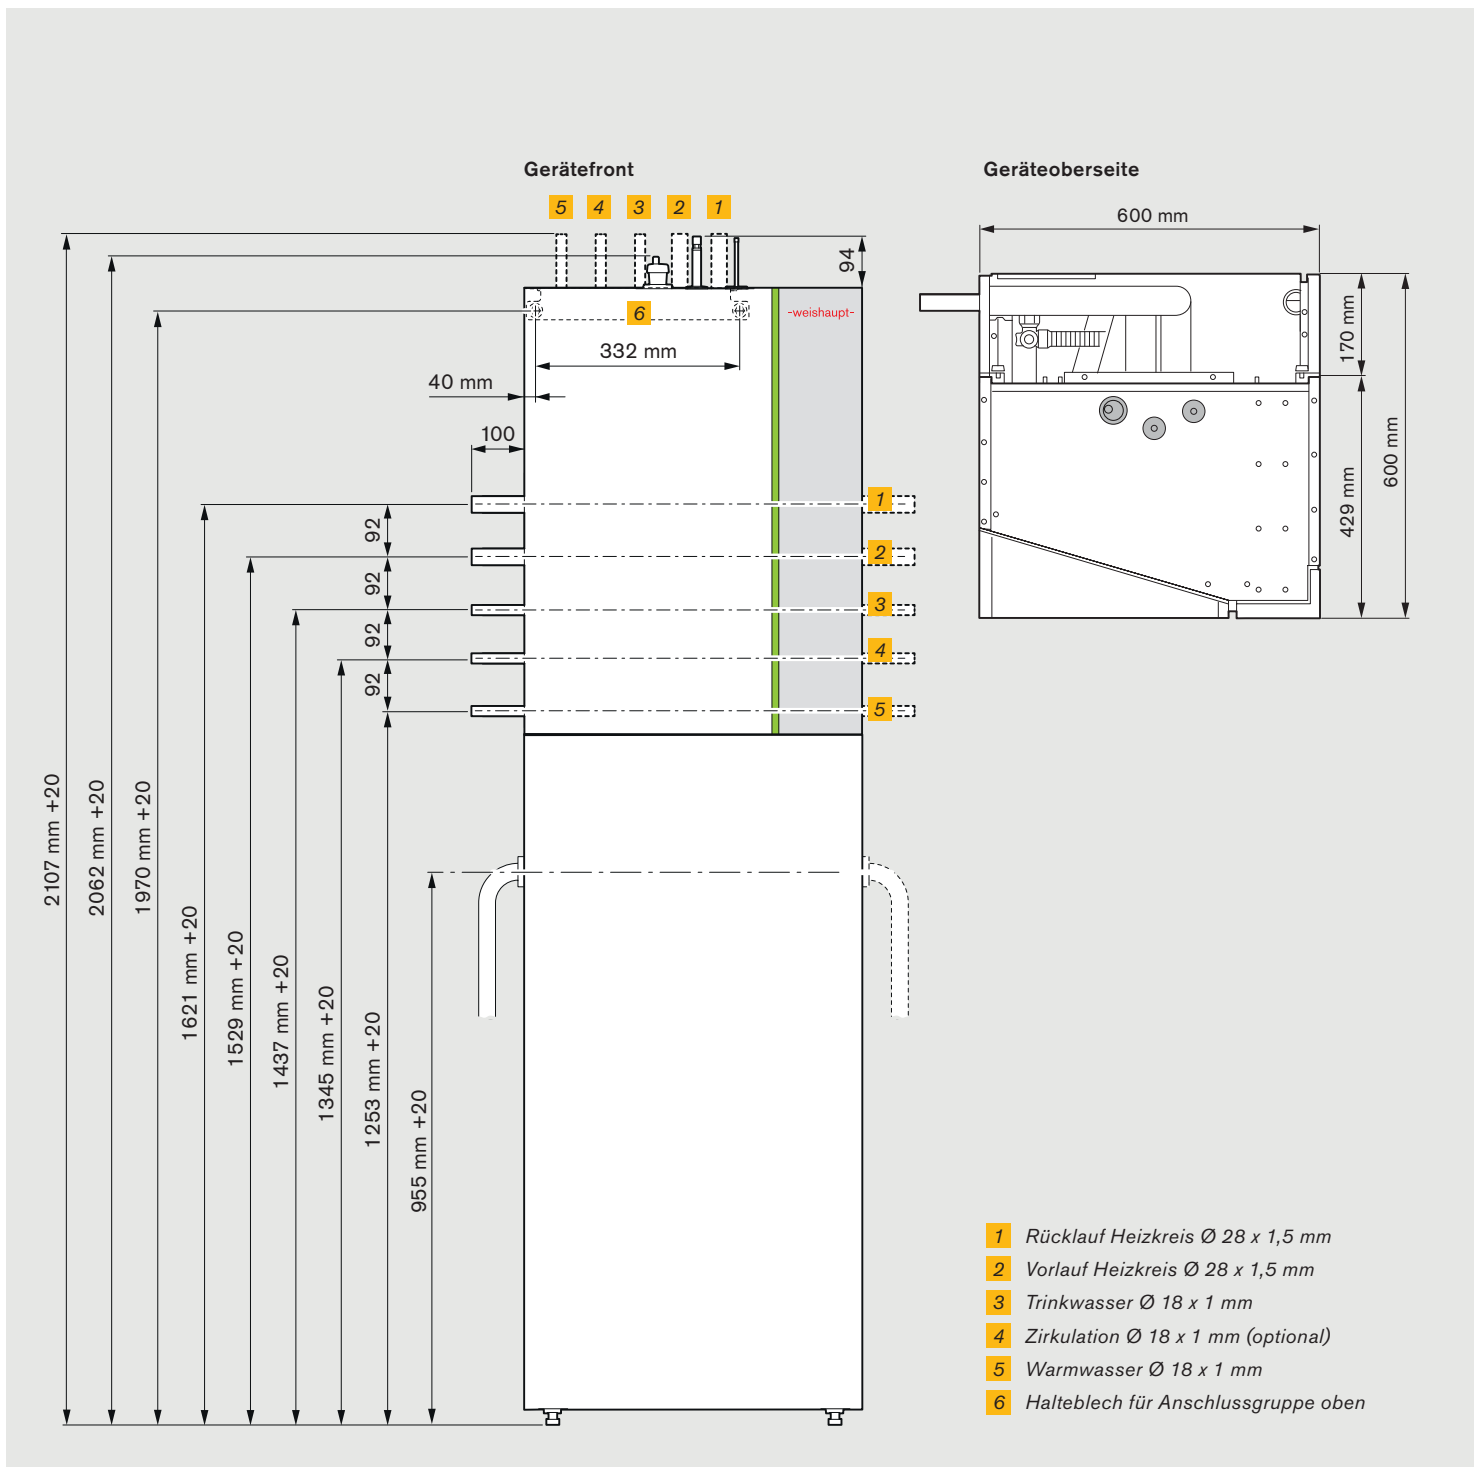 Gerätefront
Geräteoberseite
5 4 3 2 1
600 mm
94
6
-weishaupt-
332 mm
40 mm
100
170 mm
429 mm
600 mm
1
92
2
92
3
92
4
92
5
2107 mm +20
2062 mm +20
1970 mm +20
1621 mm +20
1529 mm +20
1437 mm +20
1345 mm +20
1253 mm +20
955 mm +20
1 Rücklauf Heizkreis Ø 28 x 1,5 mm
2 Vorlauf Heizkreis Ø 28 x 1,5 mm
3 Trinkwasser Ø 18 x 1 mm
4 Zirkulation Ø 18 x 1 mm (optional)
5 Warmwasser Ø 18 x 1 mm
6 Halteblech für Anschlussgruppe oben